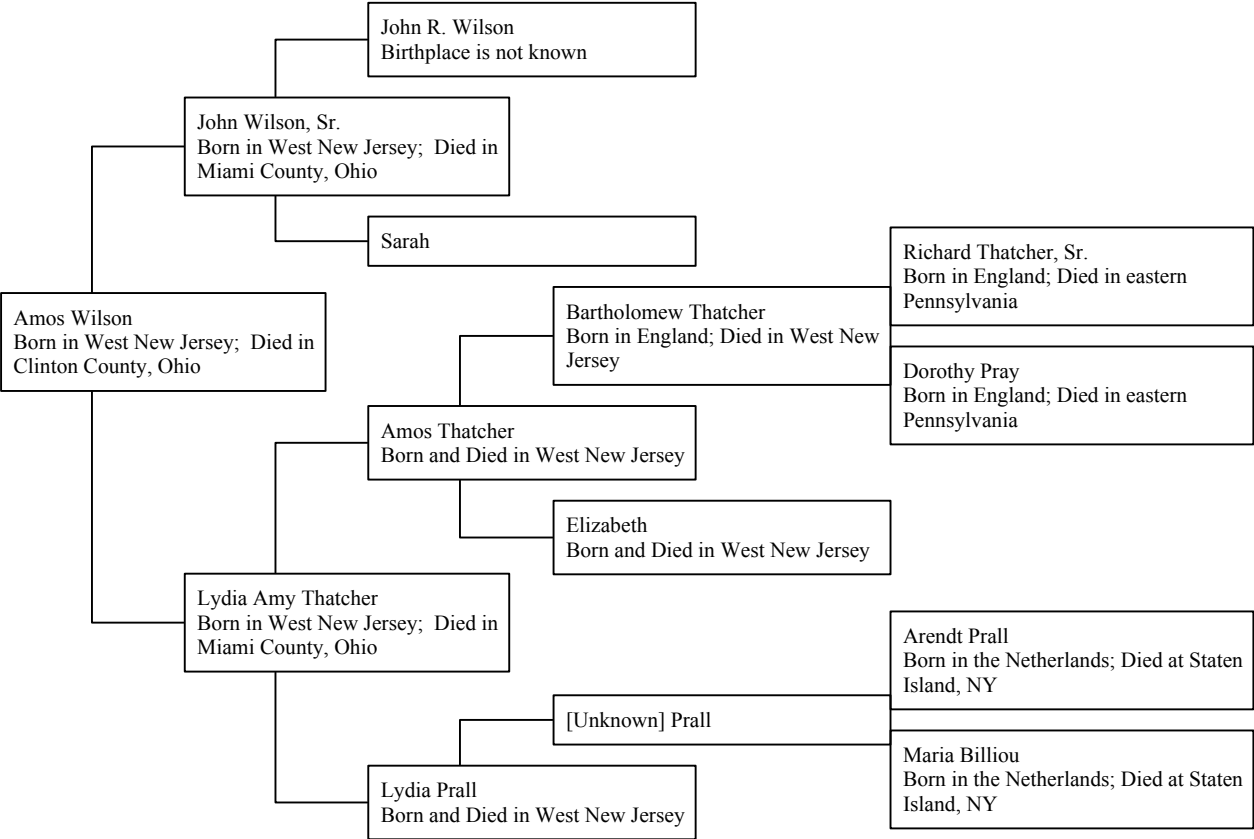 John R. Wilson
Birthplace is not known
John Wilson, Sr.
Born in West New Jersey;  Died in
Miami County, Ohio
Sarah
Richard Thatcher, Sr.
Born in England; Died in eastern
Pennsylvania
Amos Wilson
Born in West New Jersey;  Died in
Clinton County, Ohio
Bartholomew Thatcher
Born in England; Died in West New
Jersey
Dorothy Pray
Born in England; Died in eastern
Pennsylvania
Amos Thatcher
Born and Died in West New Jersey
Elizabeth
Born and Died in West New Jersey
Lydia Amy Thatcher
Born in West New Jersey;  Died in
Miami County, Ohio
Arendt Prall
Born in the Netherlands; Died at Staten
Island, NY
[Unknown] Prall
Maria Billiou
Born in the Netherlands; Died at Staten
Island, NY
Lydia Prall
Born and Died in West New Jersey